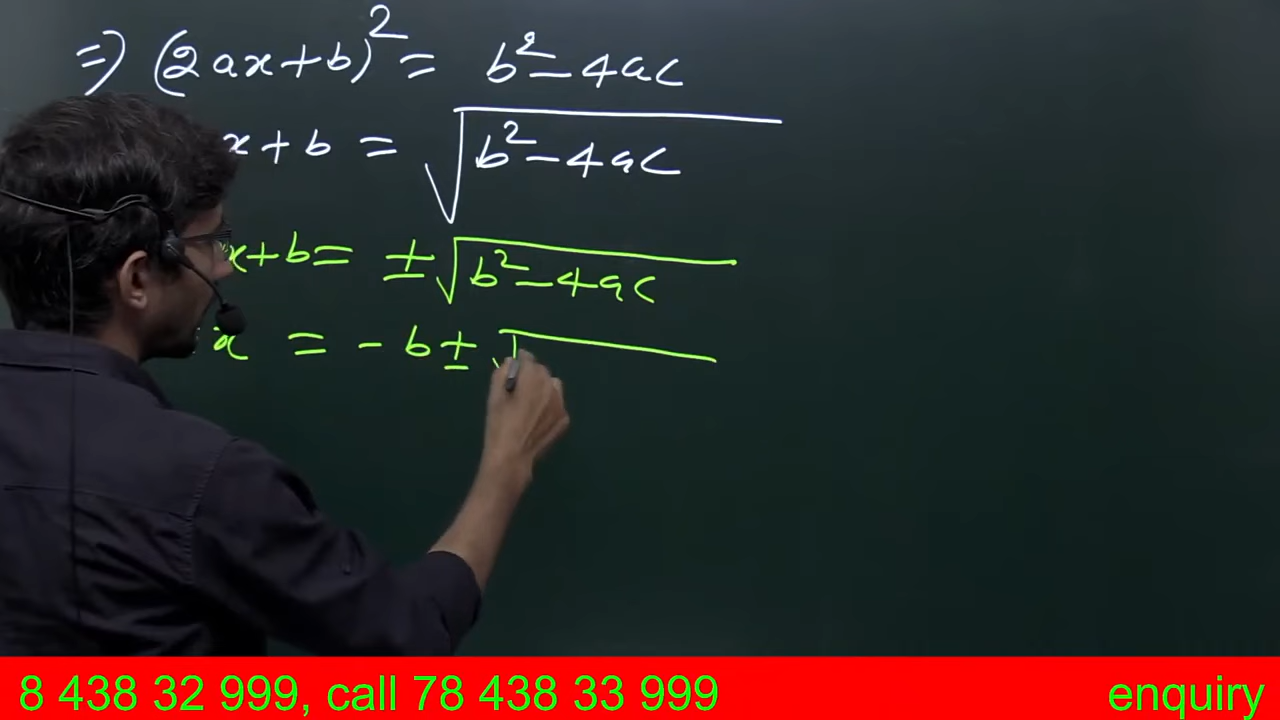 => (2ax+b)² = b²-4ac
x+b = √b²-4ac
x+b = ±√b²-4ac
x = -b±√
8 438 32 999, call 78 438 33 999 enquiry